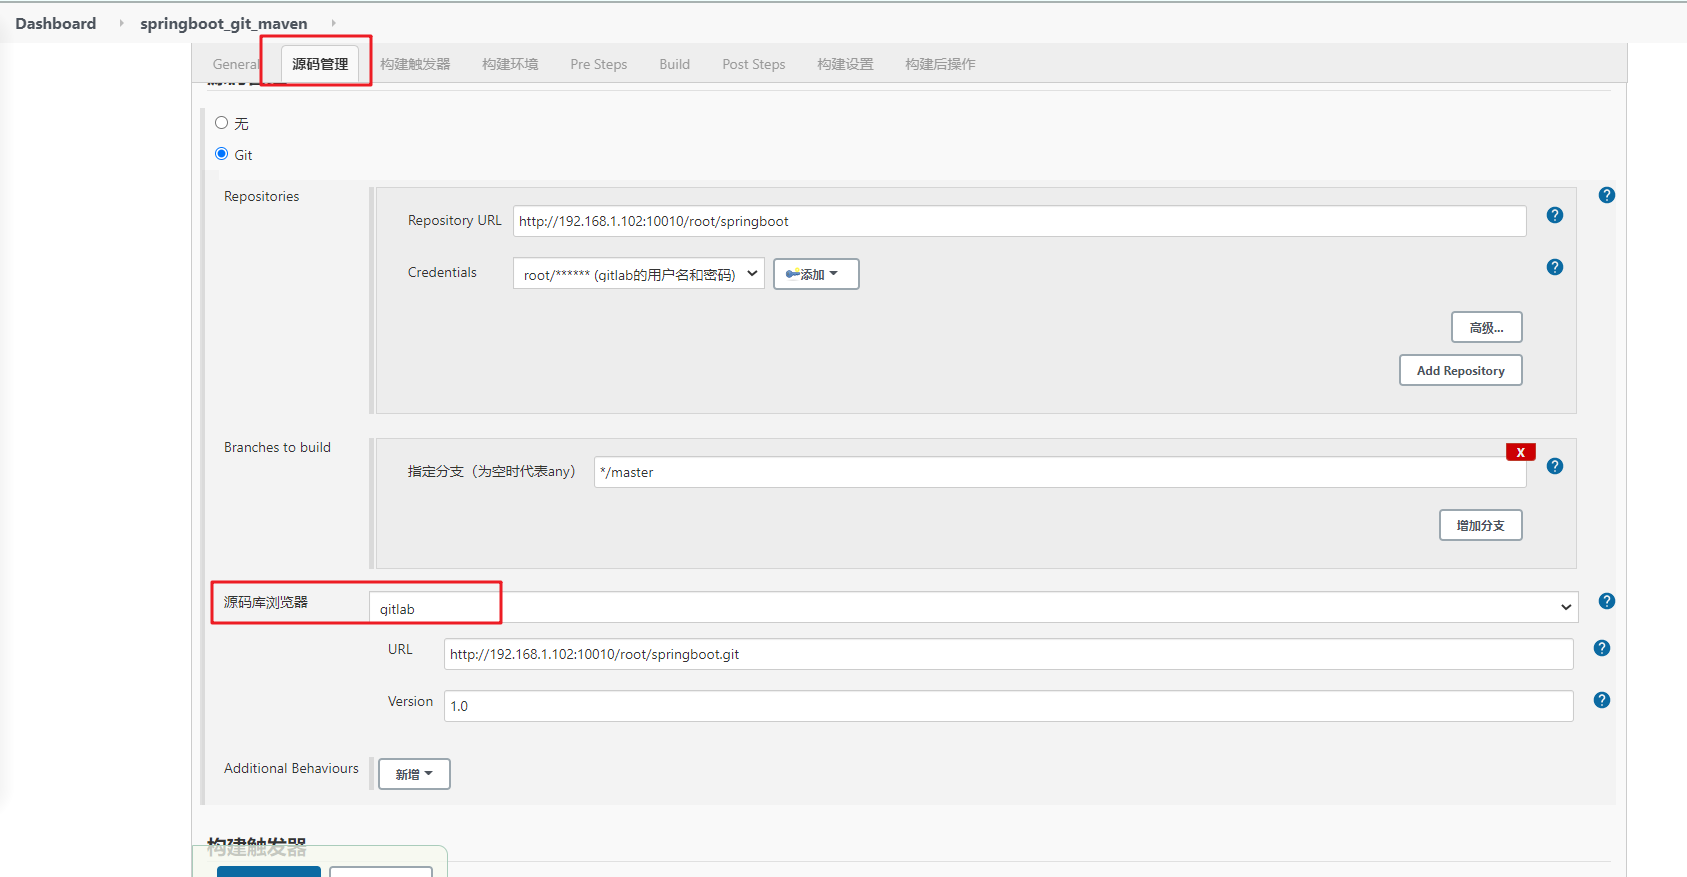 Dashboard springboot_git_maven
General 源码管理 构建触发器 构建环境 Pre Steps Build Post Steps 构建设置 构建后操作
无
Git
Repositories
Repository URL http://192.168.1.102:10010/root/springboot
Credentials root/****** (gitlab的用户名和密码) 添加
高级...
Add Repository
Branches to build
X
指定分支（为空时代表any） */master
增加分支
源码库浏览器 gitlab
URL http://192.168.1.102:10010/root/springboot.git
Version 1.0
Additional Behaviours 新增
构建触发器